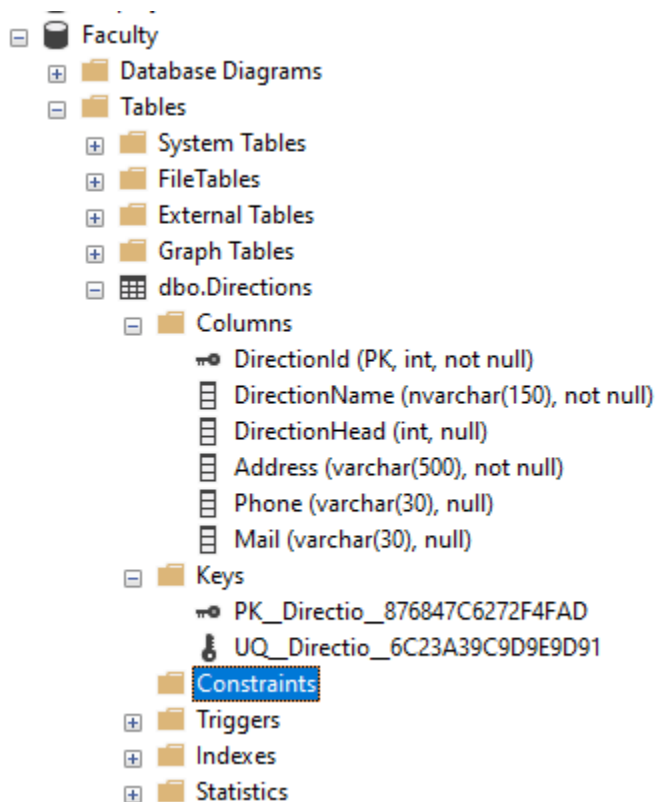 Faculty
Database Diagrams
Tables
System Tables
FileTables
External Tables
Graph Tables
dbo.Directions
Columns
DirectionId (PK, int, not null)
DirectionName (nvarchar(150), not null)
DirectionHead (int, null)
Address (varchar(500), not null)
Phone (varchar(30), null)
Mail (varchar(30), null)
Keys
PK__Directio__876847C6272F4FAD
UQ__Directio__6C23A39C9D9E9D91
Constraints
Triggers
Indexes
Statistics